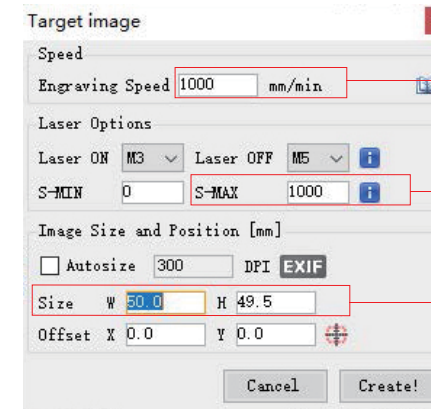 Target image
Speed
Engraving Speed 1000 mm/min
Laser Options
Laser ON M3 Laser OFF M5
S-MIN 0 S-MAX 1000
Image Size and Position [mm]
Autosize 300 DPI EXIF
Size W 50.0 H 49.5
Offset X 0.0 Y 0.0
Cancel Create!